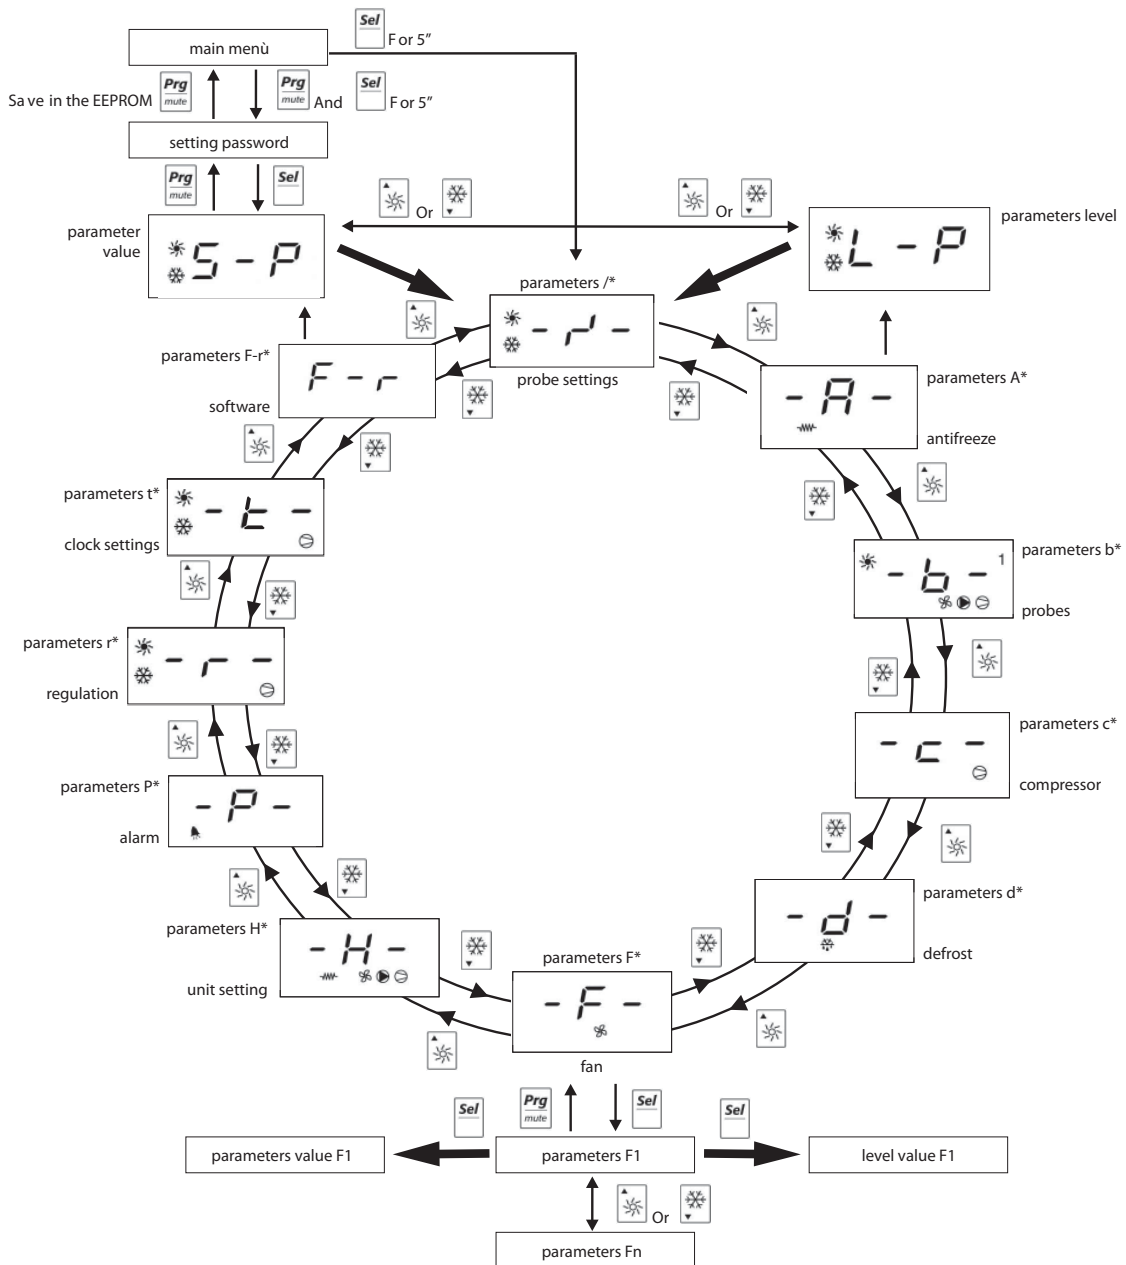 Sel
F or 5″
main menù
Sa ve in the EEPROM
Prg
mute
Prg
mute
And
Sel
F or 5″
setting password
Prg
mute
Sel
Or
Or
parameter
value
S - P
L - P
parameters level
parameters /*
- / -
probe settings
parameters F-r*
F - r
software
parameters A*
- A -
antifreeze
parameters t*
- t -
clock settings
parameters b*
- b -
1
probes
parameters r*
- r -
regulation
parameters c*
- c -
compressor
parameters P*
- P -
alarm
parameters d*
- d -
defrost
parameters H*
- H -
unit setting
parameters F*
- F -
fan
Sel
Prg
mute
Sel
Sel
parameters value F1
parameters F1
level value F1
Or
parameters Fn